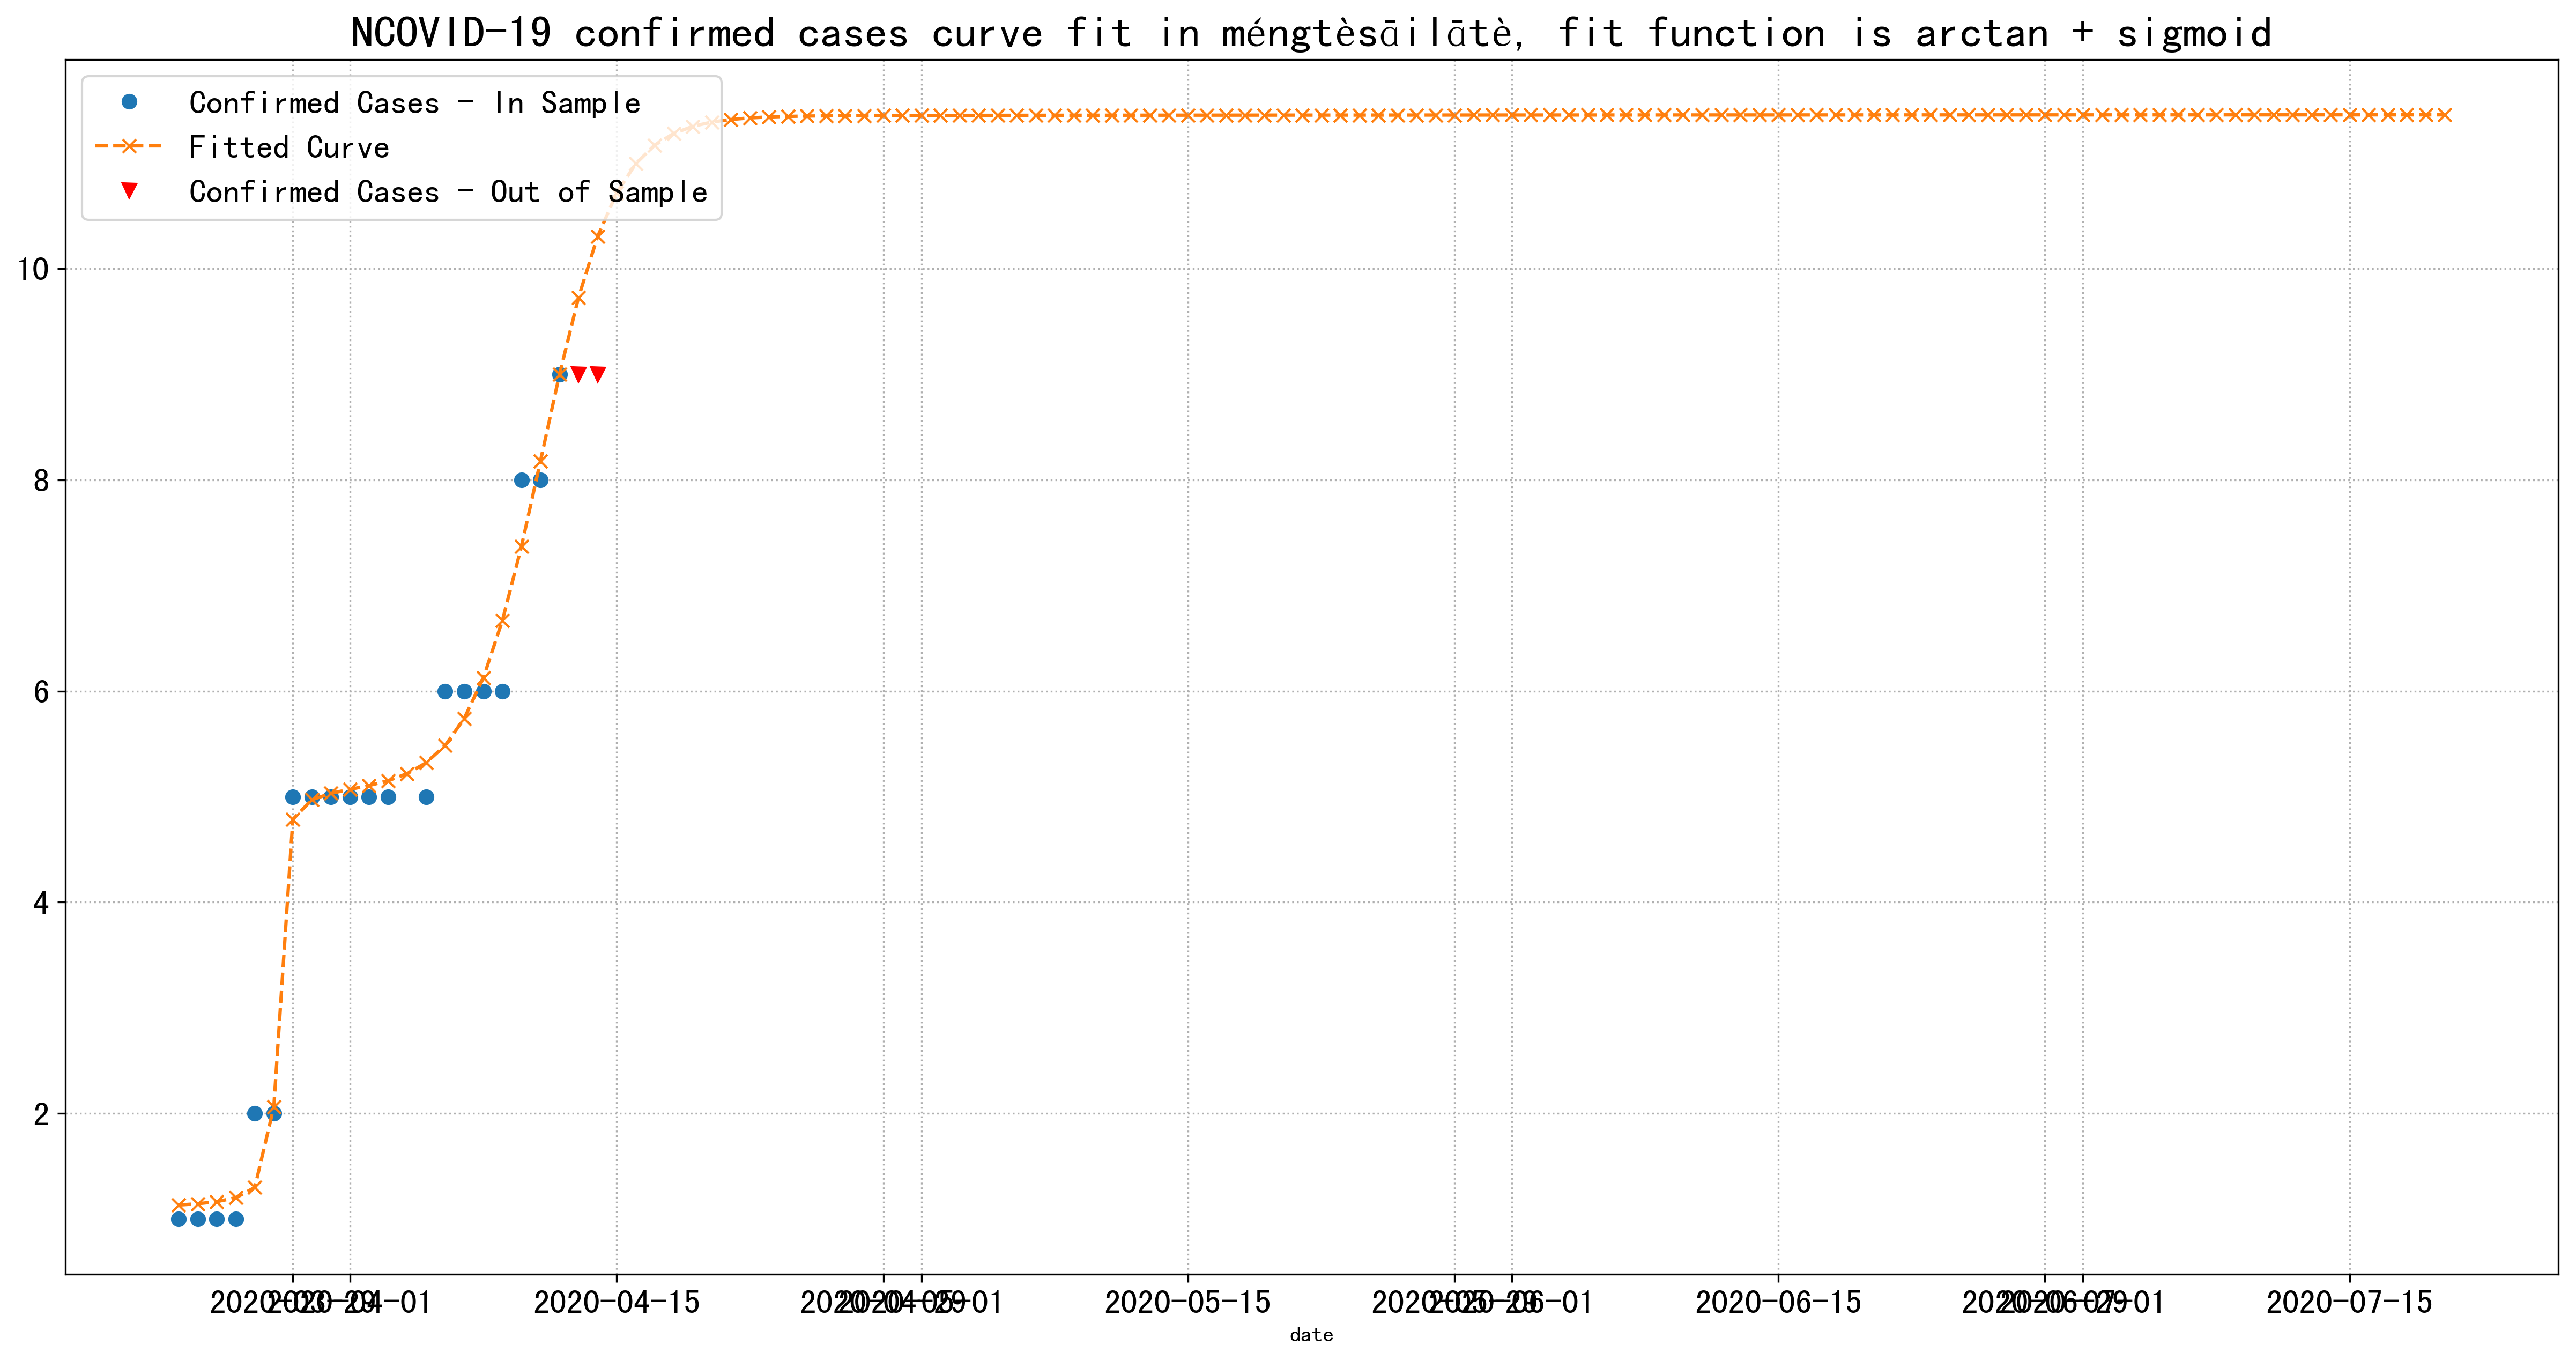 NCOVID-19 confirmed cases curve fit in méngtèsāilātè, fit function is arctan + sigmoid
Confirmed Cases - In Sample
Fitted Curve
Confirmed Cases - Out of Sample
10
8
6
4
2
2020-03-29 2020-04-01 2020-04-15 2020-04-29 2020-05-01 2020-05-15 2020-05-29 2020-06-01 2020-06-15 2020-06-29 2020-07-01 2020-07-15
date